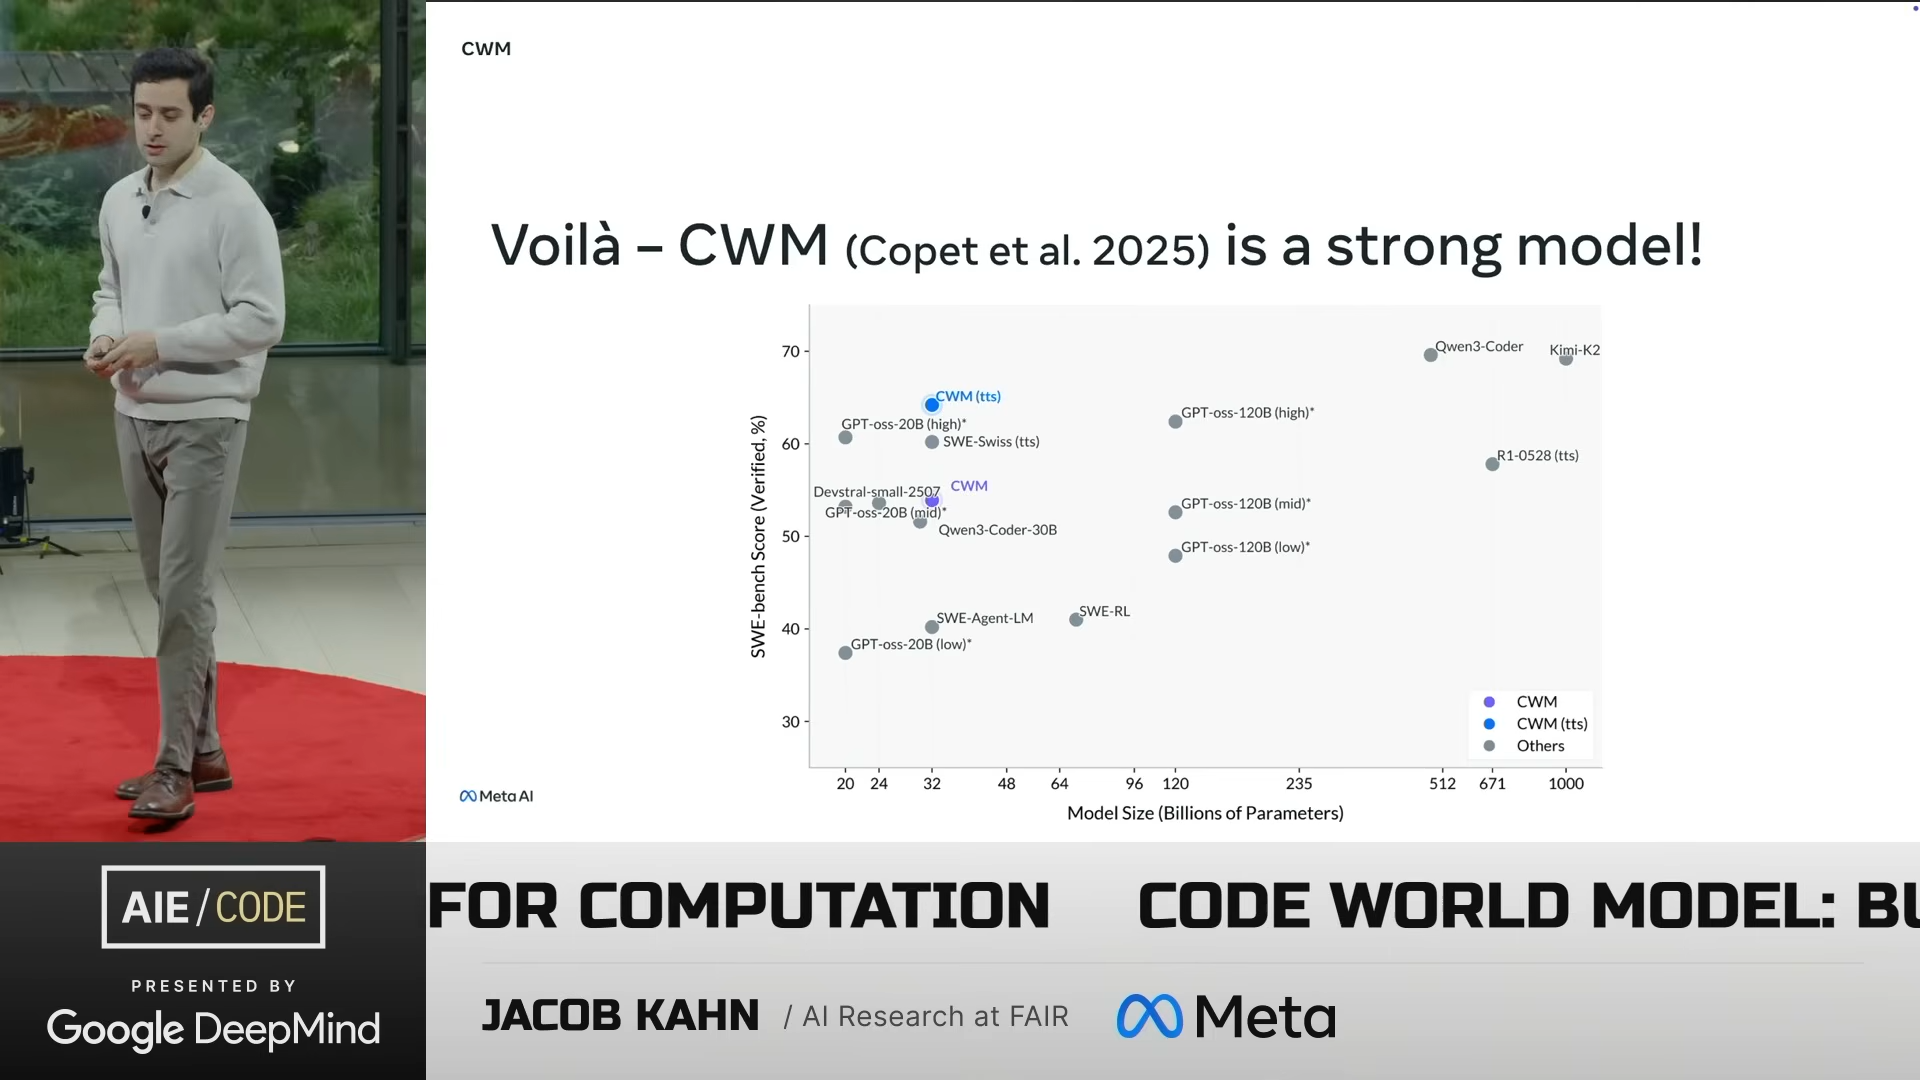 CWM
Voilà – CWM (Copet et al. 2025) is a strong model!
SWE-bench Score (Verified, %)
70
60
50
40
30
Qwen3-Coder
Kimi-K2
CWM (tts)
GPT-oss-120B (high)*
GPT-oss-20B (high)*
SWE-Swiss (tts)
R1-0528 (tts)
CWM
Devstral-small-2507
GPT-oss-120B (mid)*
GPT-oss-20B (mid)*
Qwen3-Coder-30B
GPT-oss-120B (low)*
SWE-RL
SWE-Agent-LM
GPT-oss-20B (low)*
CWM
CWM (tts)
Others
20 24 32 48 64 96 120 235 512 671 1000
Model Size (Billions of Parameters)
Meta AI
AIE/CODE
PRESENTED BY
Google DeepMind
FOR COMPUTATION CODE WORLD MODEL: BU
JACOB KAHN / AI Research at FAIR Meta